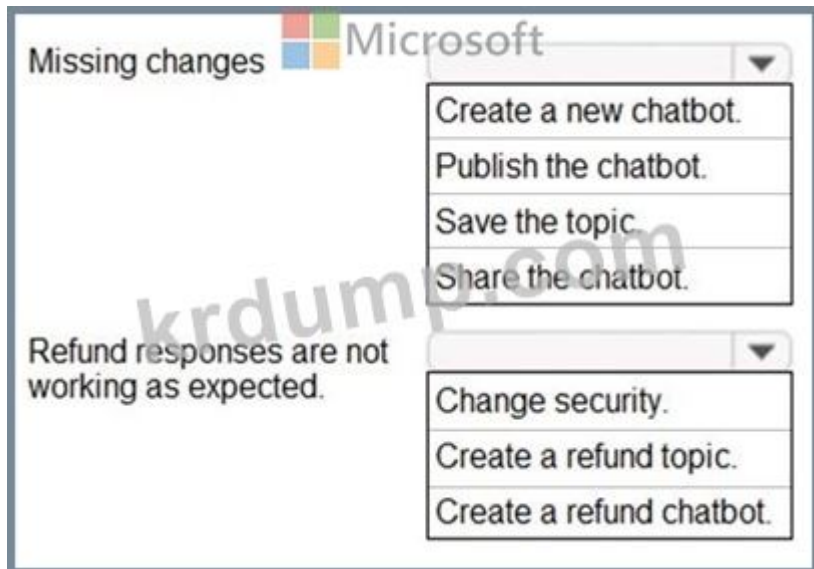 Microsoft
Missing changes
Create a new chatbot.
Publish the chatbot.
Save the topic.
Share the chatbot.
krdump.com
Refund responses are not
working as expected.
Change security.
Create a refund topic.
Create a refund chatbot.